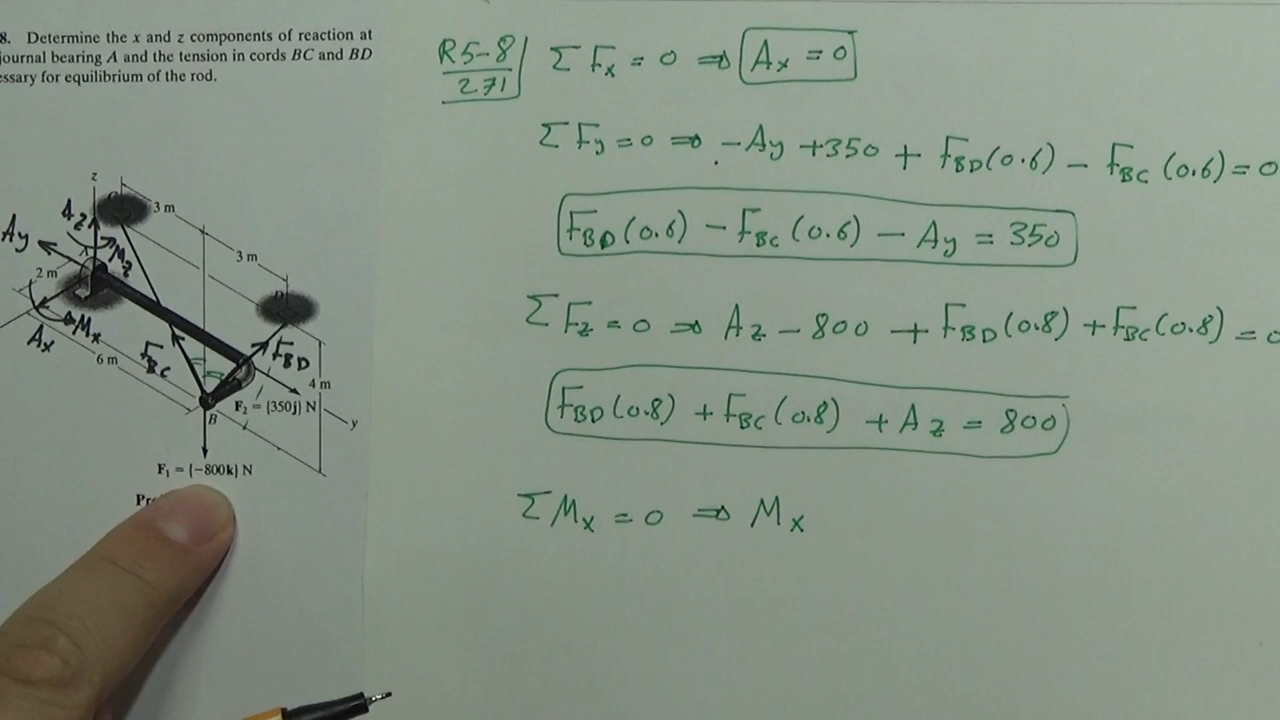 8. Determine the x and z components of reaction at
journal bearing A and the tension in cords BC and BD
essary for equilibrium of the rod.
R5-8
271
Σ Fx = 0 ⇒ Ax = 0
Σ Fy = 0 ⇒ -Ay +350 + FBD(0.6) - FBC(0.6) = 0
FBD(0.6) - FBC(0.6) - Ay = 350
Σ Fz = 0 ⇒ Az - 800 + FBD(0.8) + FBC(0.8) = 0
FBD(0.8) + FBC(0.8) + Az = 800
Σ Mx = 0 ⇒ Mx
z
Az
3 m
Ay
Mz
3 m
2 m
Ax
Mx
6 m
FBC
FBD
4 m
F2 = {350j} N
B
y
F1 = {-800k} N